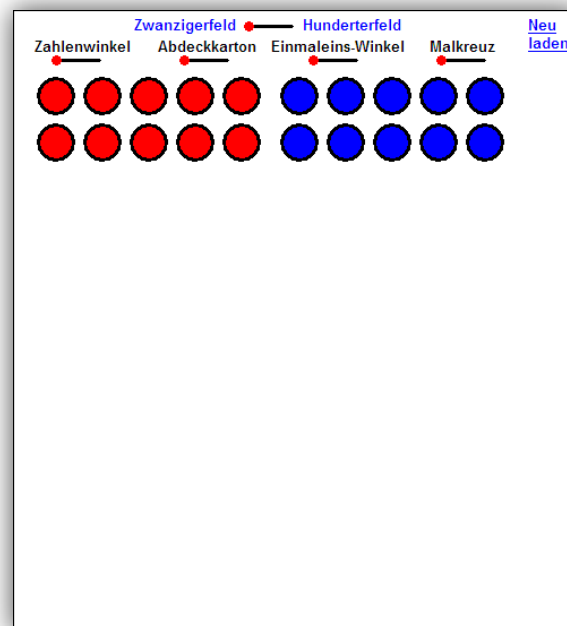 Zwanzigerfeld Hunderterfeld Neu
laden
Zahlenwinkel Abdeckkarton Einmaleins-Winkel Malkreuz